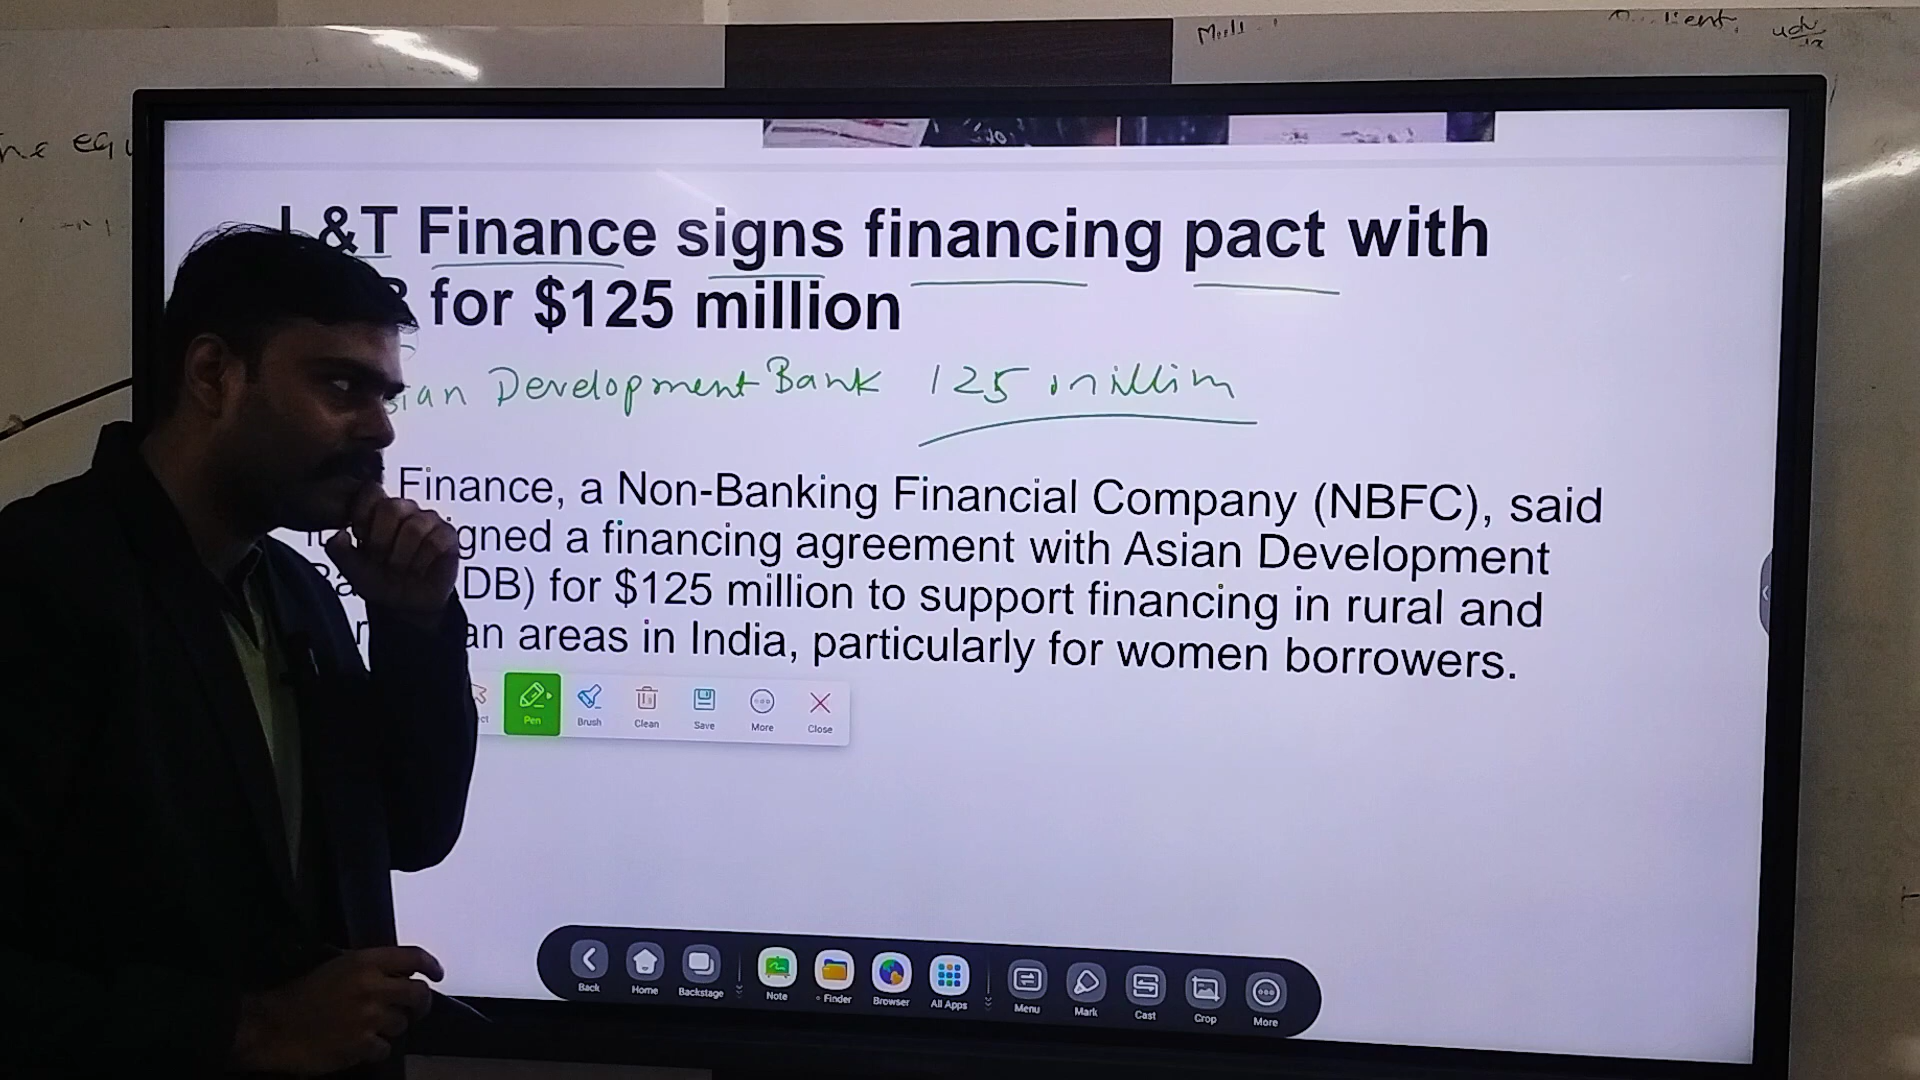 ne equ
L&T Finance signs financing pact with
for $125 million
sian Development Bank 125 million
Finance, a Non-Banking Financial Company (NBFC), said
gned a financing agreement with Asian Development
DB) for $125 million to support financing in rural and
an areas in India, particularly for women borrowers.
Pen Brush Clean Save More Close
Back Home Backstage Note Finder Browser All Apps Menu Mark Cast Crop More